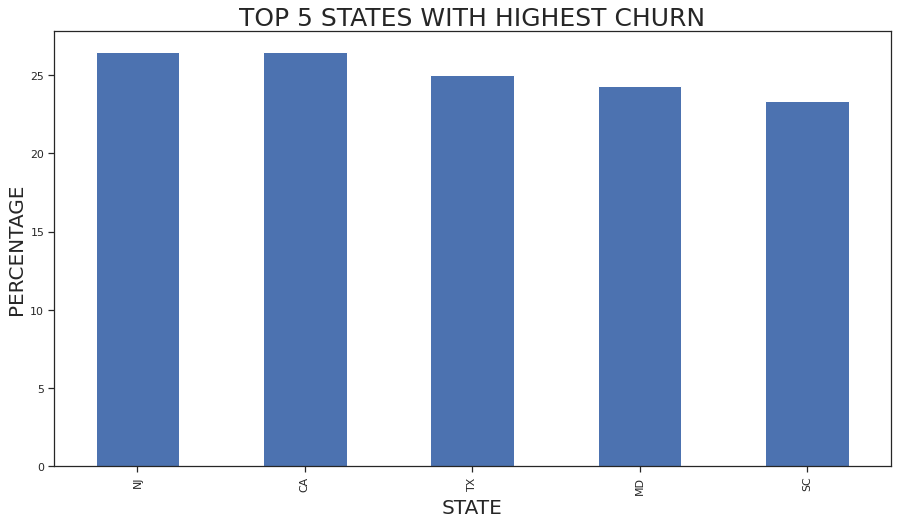 TOP 5 STATES WITH HIGHEST CHURN
PERCENTAGE
25
20
15
10
5
0
NJ
CA
TX
MD
SC
STATE